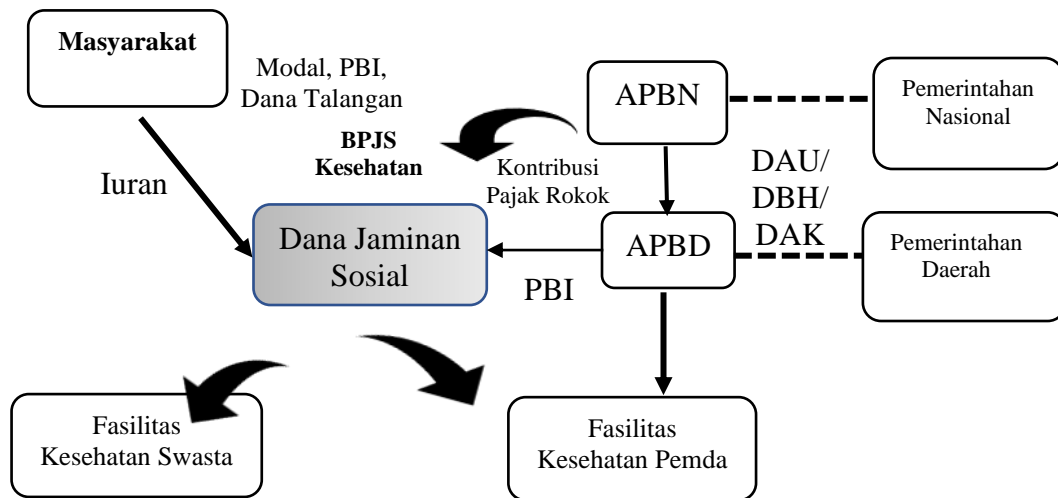 Masyarakat
Modal, PBI,
Dana Talangan
APBN
Pemerintahan
Nasional
BPJS
Kesehatan
Kontribusi
Pajak Rokok
DAU/
DBH/
DAK
Iuran
Dana Jaminan
Sosial
APBD
Pemerintahan
Daerah
PBI
Fasilitas
Kesehatan Swasta
Fasilitas
Kesehatan Pemda